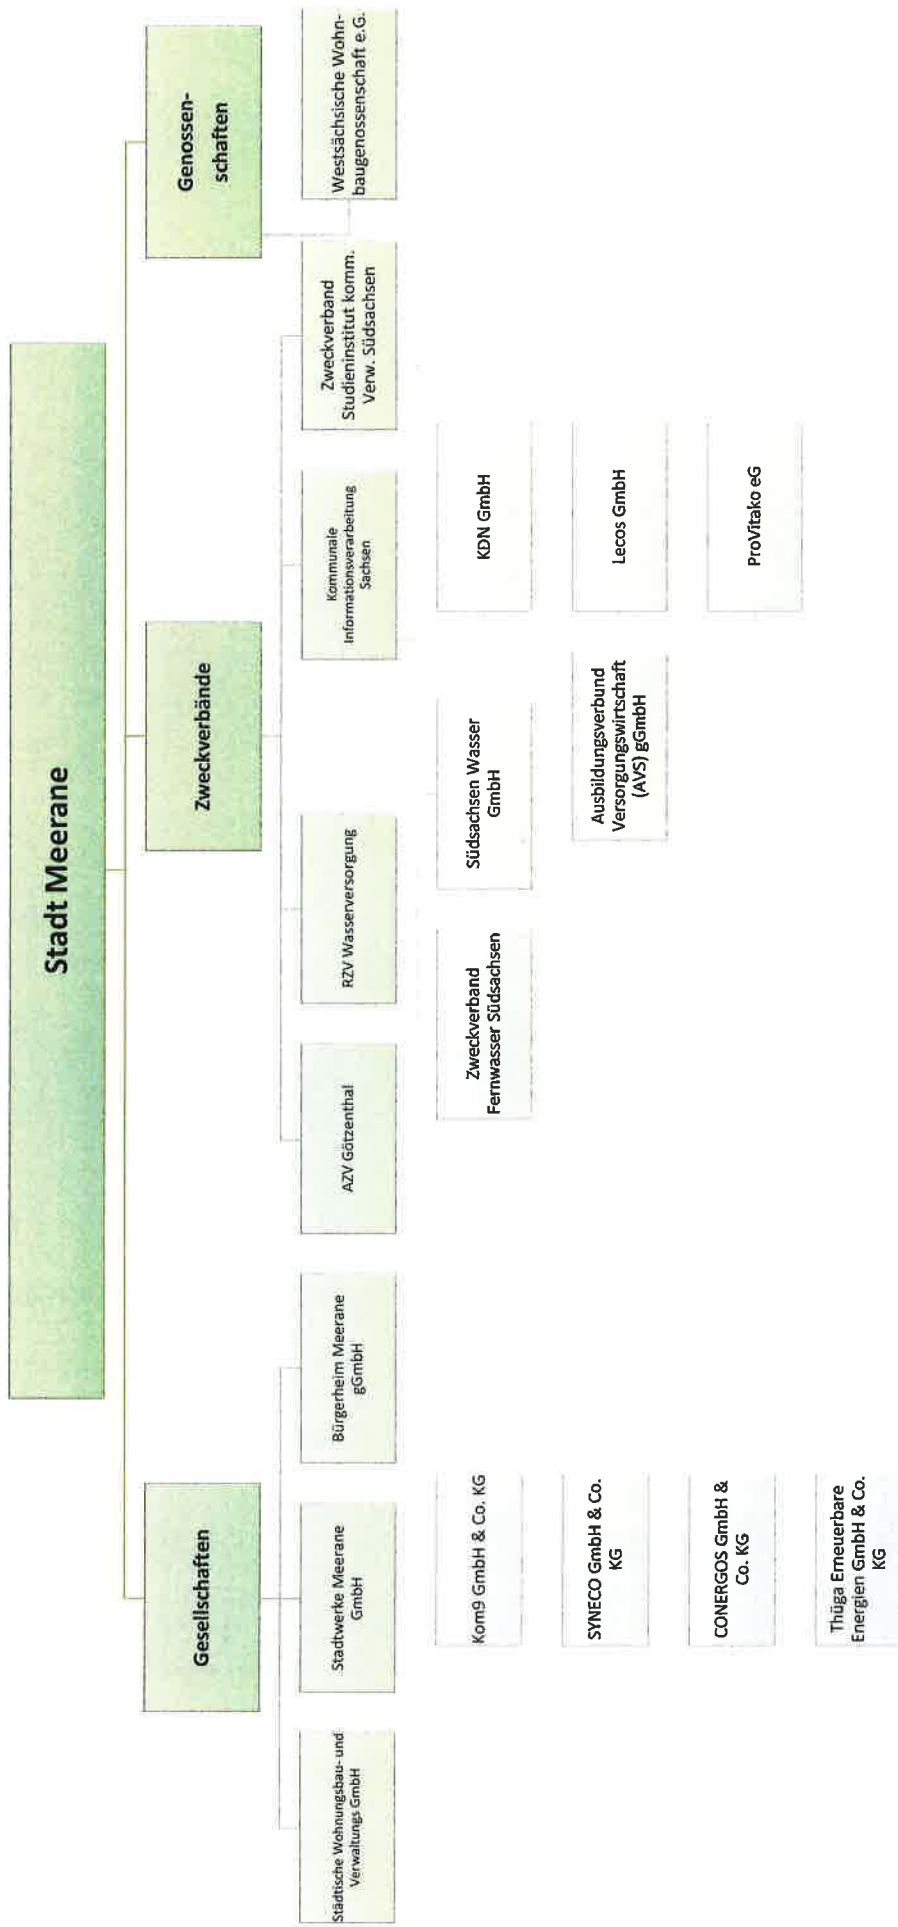 Stadt Meerane
Gesellschaften
Zweckverbände
Genossen-
schaften
Städtische Wohnungsbau- und
Verwaltungs GmbH
Stadtwerke Meerane
GmbH
Bürgerheim Meerane
gGmbH
AZV Götzenthal
RZV Wasserversorgung
Kommunale
Informationsverarbeitung
Sachsen
Zweckverband
Studieninstitut komm.
Verw. Südsachsen
Westsächsische Wohn-
baugenossenschaft e.G.
Kom9 GmbH & Co. KG
SYNECO GmbH & Co.
KG
CONERGOS GmbH &
Co. KG
Thüga Erneuerbare
Energien GmbH & Co.
KG
Zweckverband
Fernwasser Südsachsen
Südsachsen Wasser
GmbH
Ausbildungsverbund
Versorgungswirtschaft
(AVS) gGmbH
KDN GmbH
Lecos GmbH
ProVitako eG